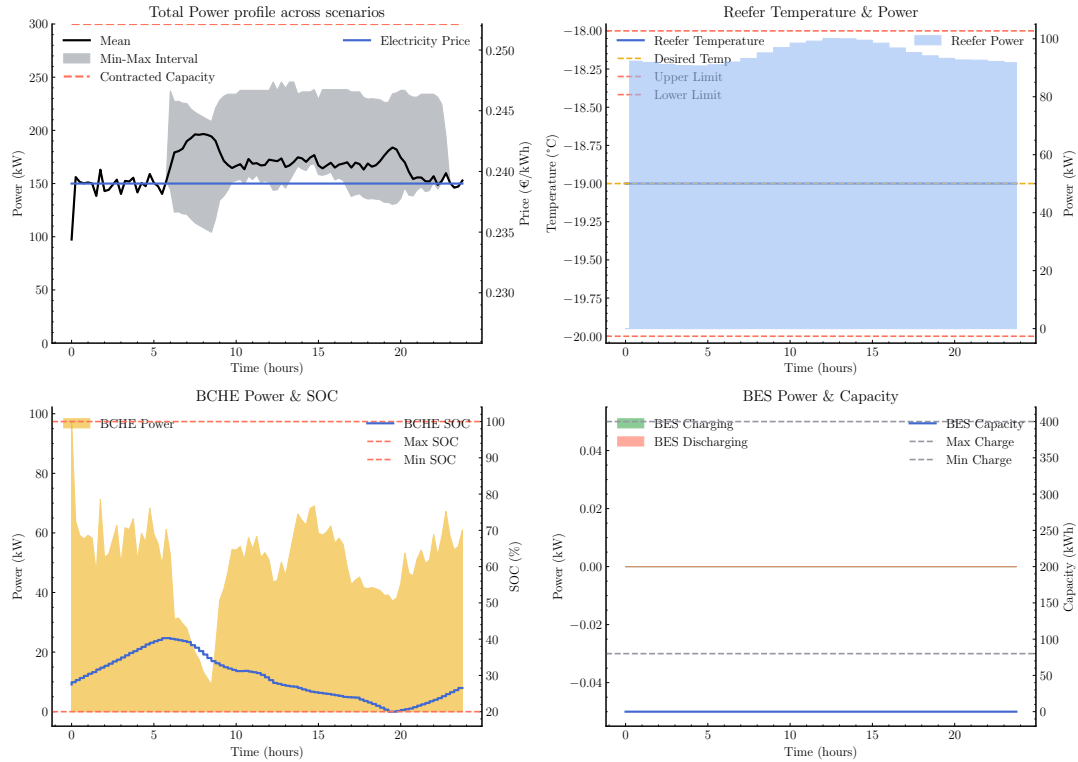 Total Power profile across scenarios
300
250
200
150
100
50
0
Power (kW)
Mean
Min-Max Interval
Contracted Capacity
Electricity Price
0.250
0.245
0.240
0.235
0.230
Price (€/kWh)
0 5 10 15 20
Time (hours)
Reefer Temperature & Power
−18.00
−18.25
−18.50
−18.75
−19.00
−19.25
−19.50
−19.75
−20.00
Temperature (°C)
Reefer Temperature
Desired Temp
Upper Limit
Lower Limit
Reefer Power
100
80
60
40
20
0
Power (kW)
0 5 10 15 20
Time (hours)
BCHE Power & SOC
100
80
60
40
20
0
Power (kW)
BCHE Power
BCHE SOC
Max SOC
Min SOC
100
90
80
70
60
50
40
30
20
SOC (%)
0 5 10 15 20
Time (hours)
BES Power & Capacity
0.04
0.02
0.00
−0.02
−0.04
Power (kW)
BES Charging
BES Discharging
BES Capacity
Max Charge
Min Charge
400
350
300
250
200
150
100
50
0
Capacity (kWh)
0 5 10 15 20
Time (hours)